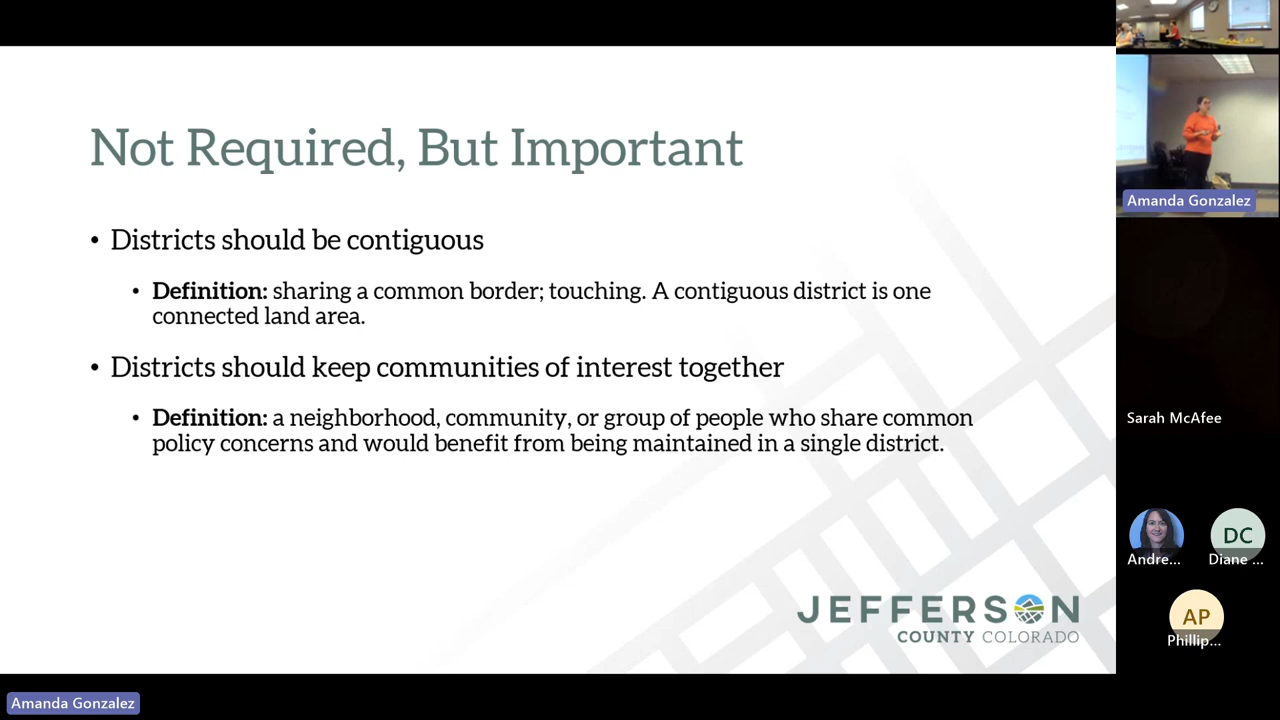 Not Required, But Important
• Districts should be contiguous
• Definition: sharing a common border; touching. A contiguous district is one
connected land area.
• Districts should keep communities of interest together
• Definition: a neighborhood, community, or group of people who share common
policy concerns and would benefit from being maintained in a single district.
JEFFERSON
COUNTY COLORADO
Amanda Gonzalez
Sarah McAfee
Andre...
DC
Diane ...
AP
Phillip...
Amanda Gonzalez